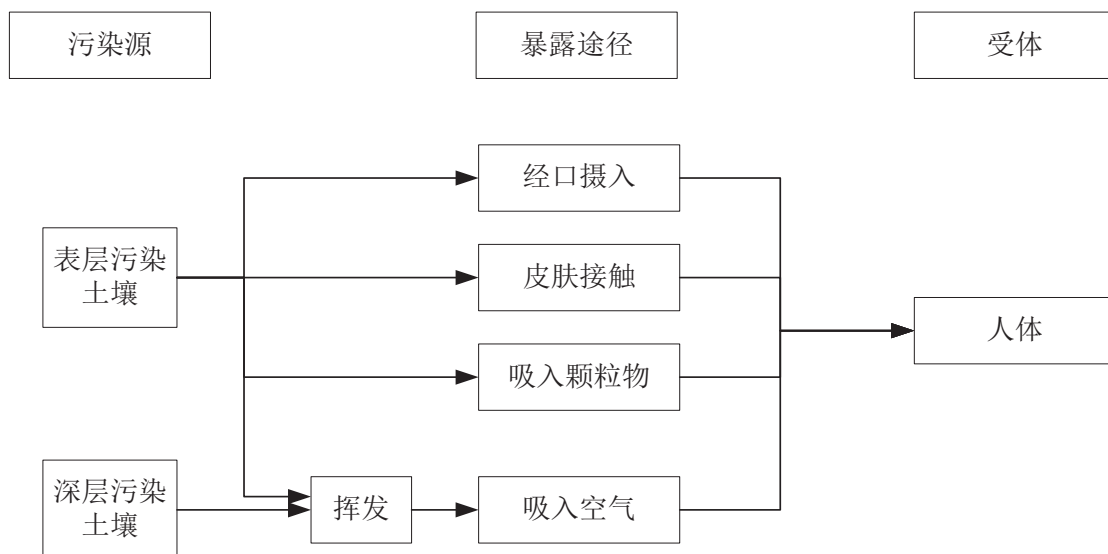 污染源
暴露途径
受体
经口摄入
表层污染
土壤
皮肤接触
人体
吸入颗粒物
深层污染
土壤
挥发
吸入空气